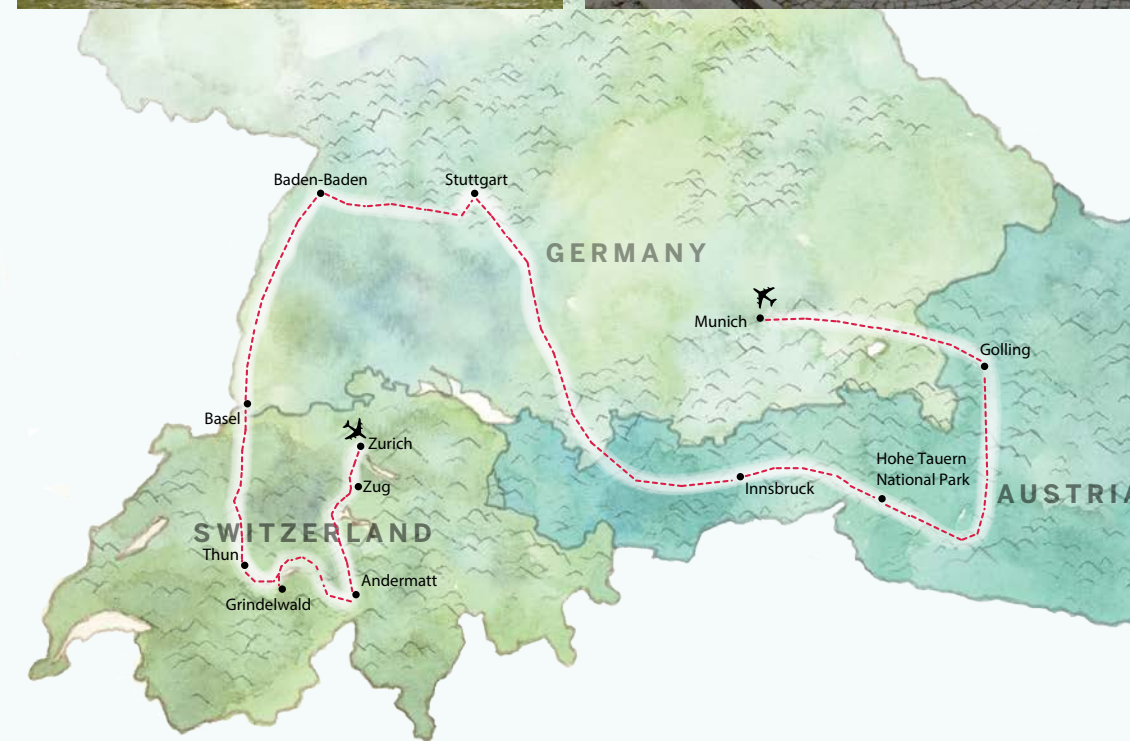 Baden-Baden
Stuttgart
GERMANY
Munich
Golling
Basel
Zurich
Hohe Tauern
National Park
Zug
Innsbruck
AUSTRIA
SWITZERLAND
Thun
Andermatt
Grindelwald